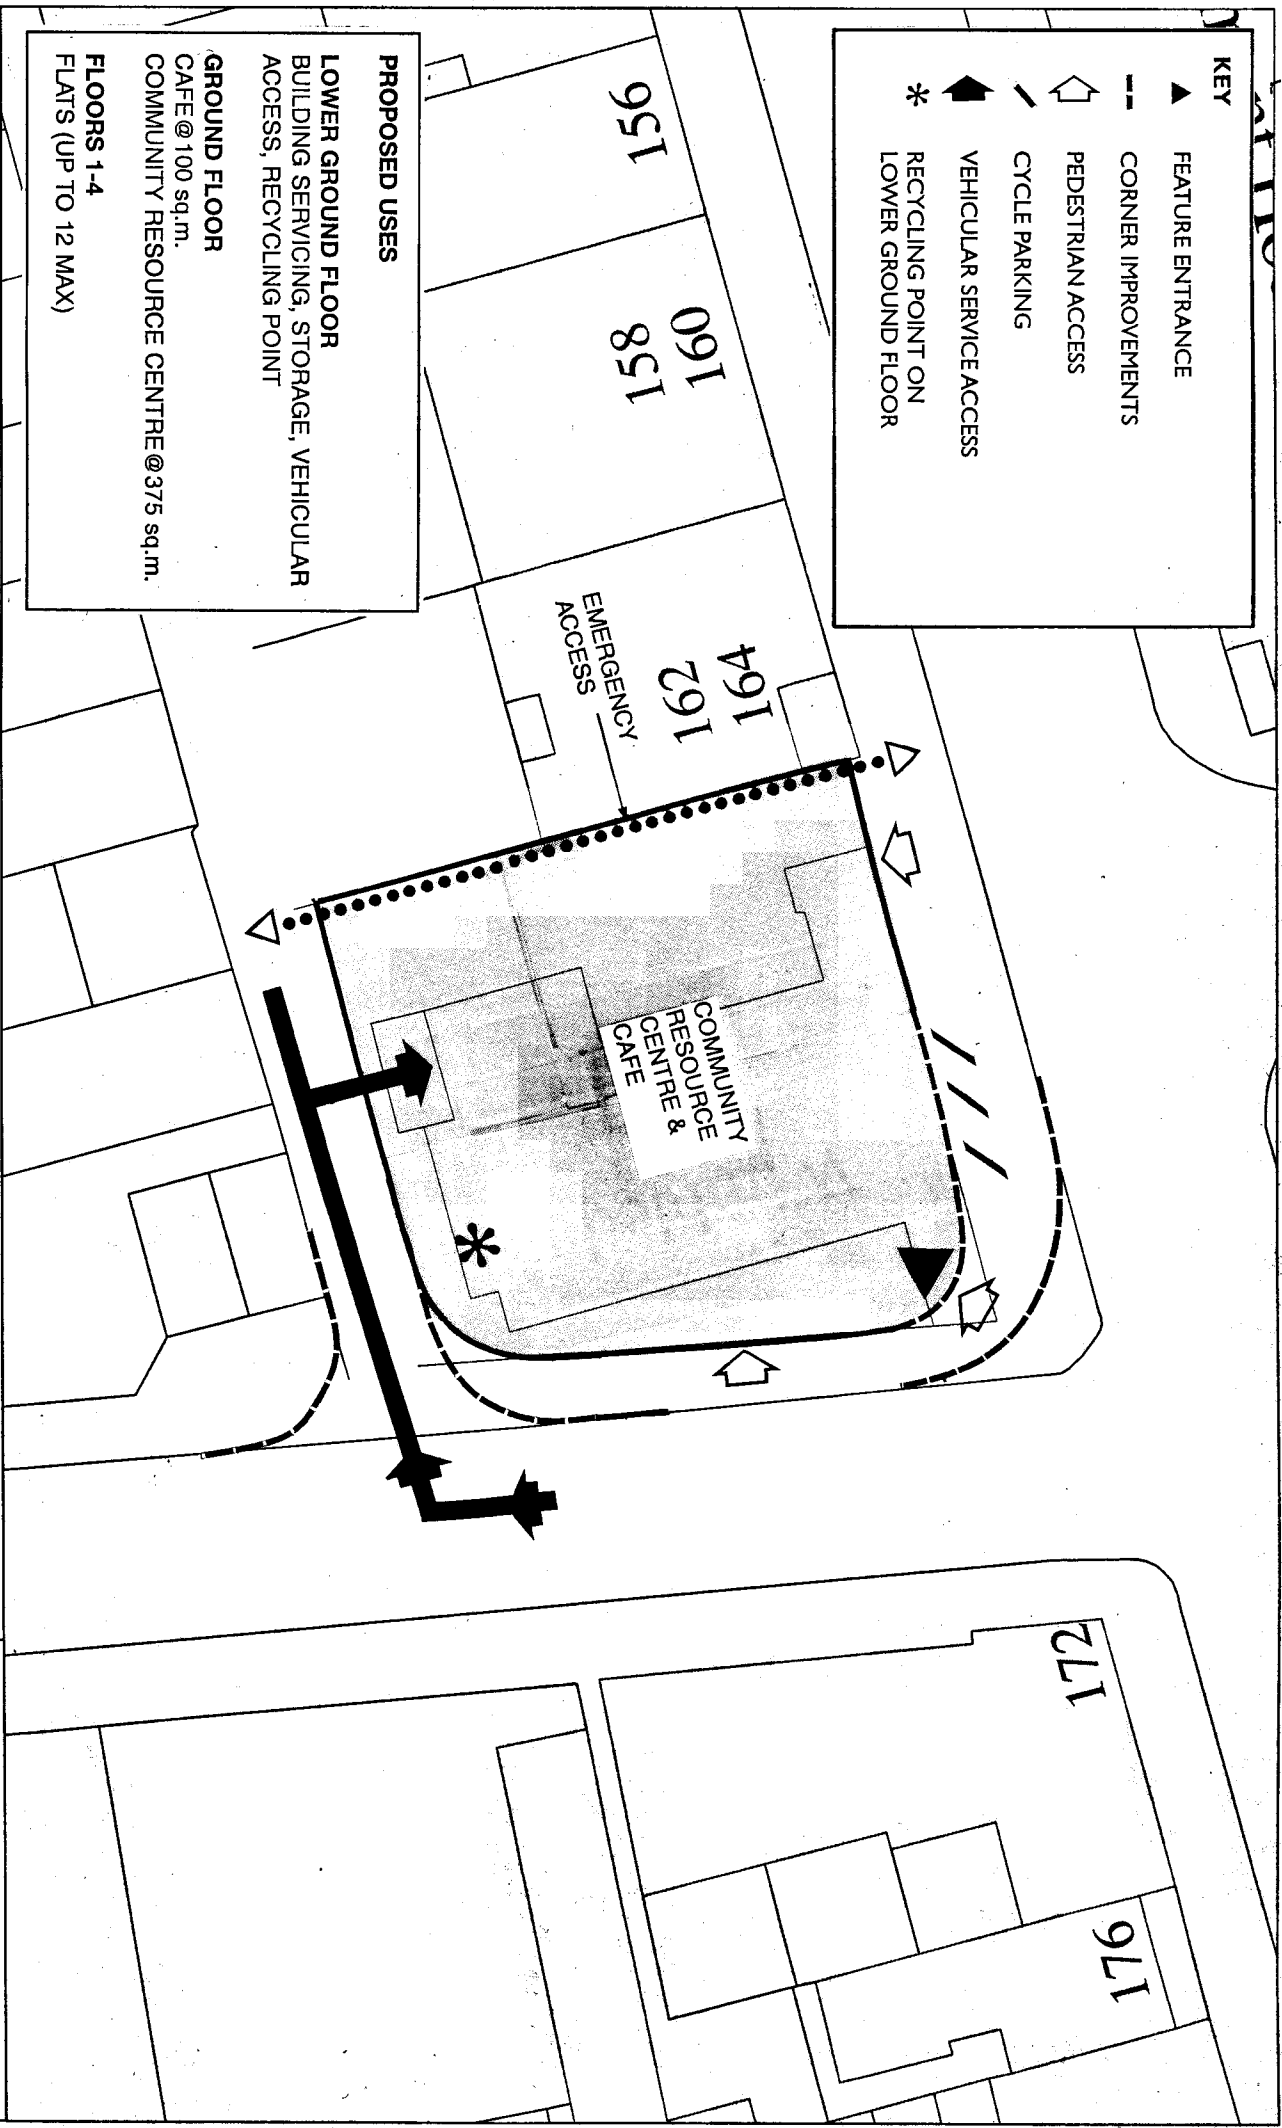 KEY
FEATURE ENTRANCE
CORNER IMPROVEMENTS
PEDESTRIAN ACCESS
CYCLE PARKING
VEHICULAR SERVICE ACCESS
* RECYCLING POINT ON
LOWER GROUND FLOOR
PROPOSED USES
LOWER GROUND FLOOR
BUILDING SERVICING, STORAGE, VEHICULAR
ACCESS, RECYCLING POINT
GROUND FLOOR
CAFE@100 sq.m.
COMMUNITY RESOURCE CENTRE@375 sq.m.
FLOORS 1-4
FLATS (UP TO 12 MAX)
156
160
158
164
162
EMERGENCY
ACCESS
COMMUNITY
RESOURCE
CENTRE &
CAFE
*
172
176